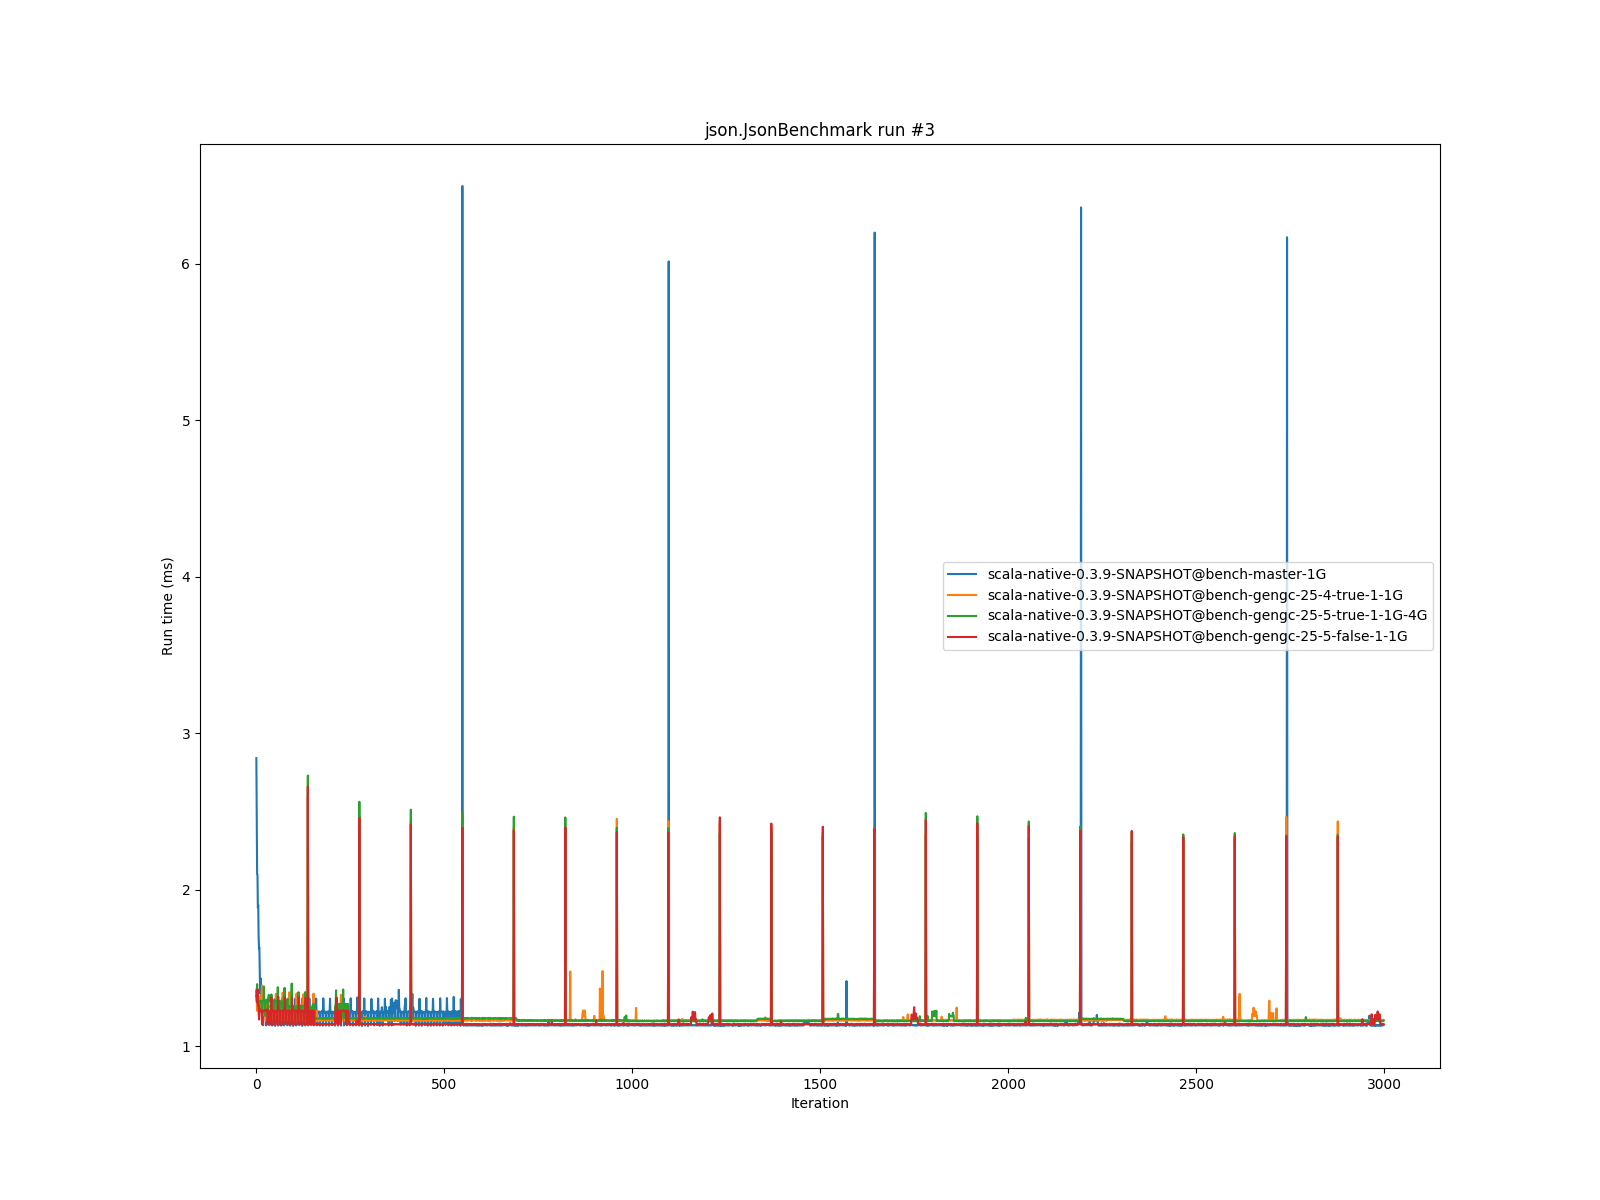 json.JsonBenchmark run #3
Run time (ms)
6
5
4
3
2
1
scala-native-0.3.9-SNAPSHOT@bench-master-1G
scala-native-0.3.9-SNAPSHOT@bench-gengc-25-4-true-1-1G
scala-native-0.3.9-SNAPSHOT@bench-gengc-25-5-true-1-1G-4G
scala-native-0.3.9-SNAPSHOT@bench-gengc-25-5-false-1-1G
0 500 1000 1500 2000 2500 3000
Iteration